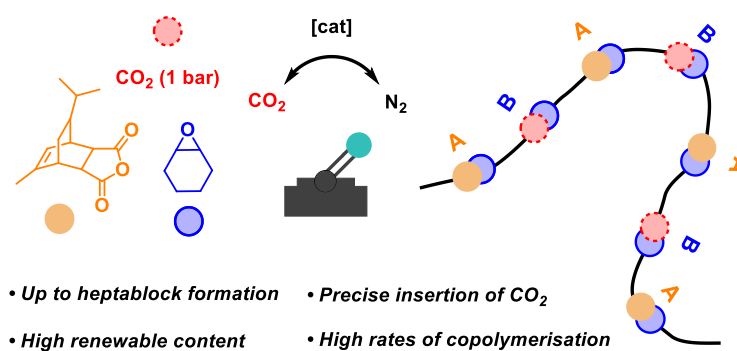 [cat]
CO₂ (1 bar)
CO₂
N₂
O
O
O
O
A
B
A
B
B
A
• Up to heptablock formation
• Precise insertion of CO₂
• High renewable content
• High rates of copolymerisation